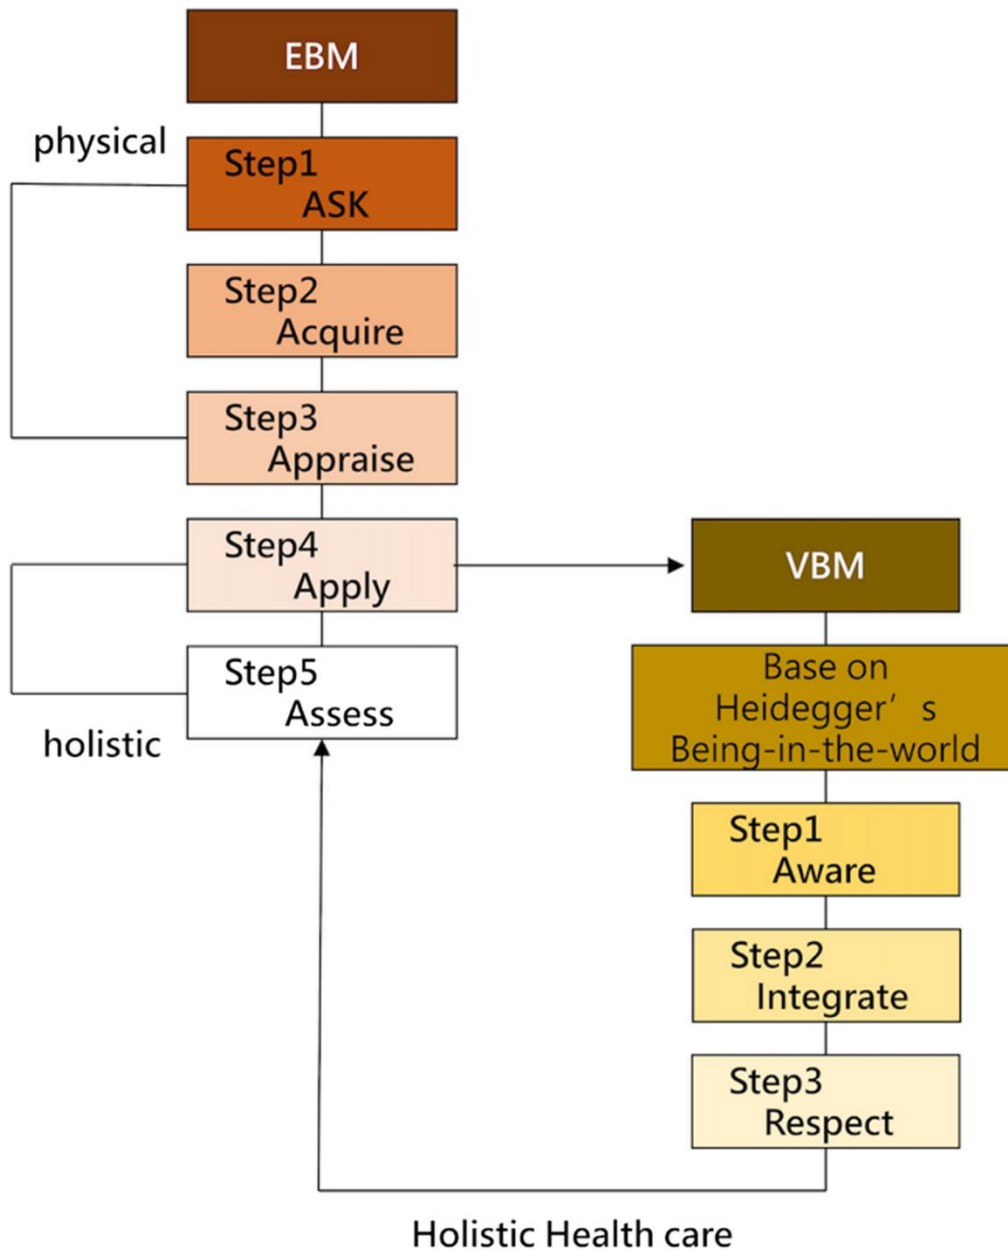 EBM
physical
Step1
ASK
Step2
Acquire
Step3
Appraise
Step4
Apply
Step5
Assess
holistic
VBM
Base on
Heidegger’ s
Being-in-the-world
Step1
Aware
Step2
Integrate
Step3
Respect
Holistic Health care